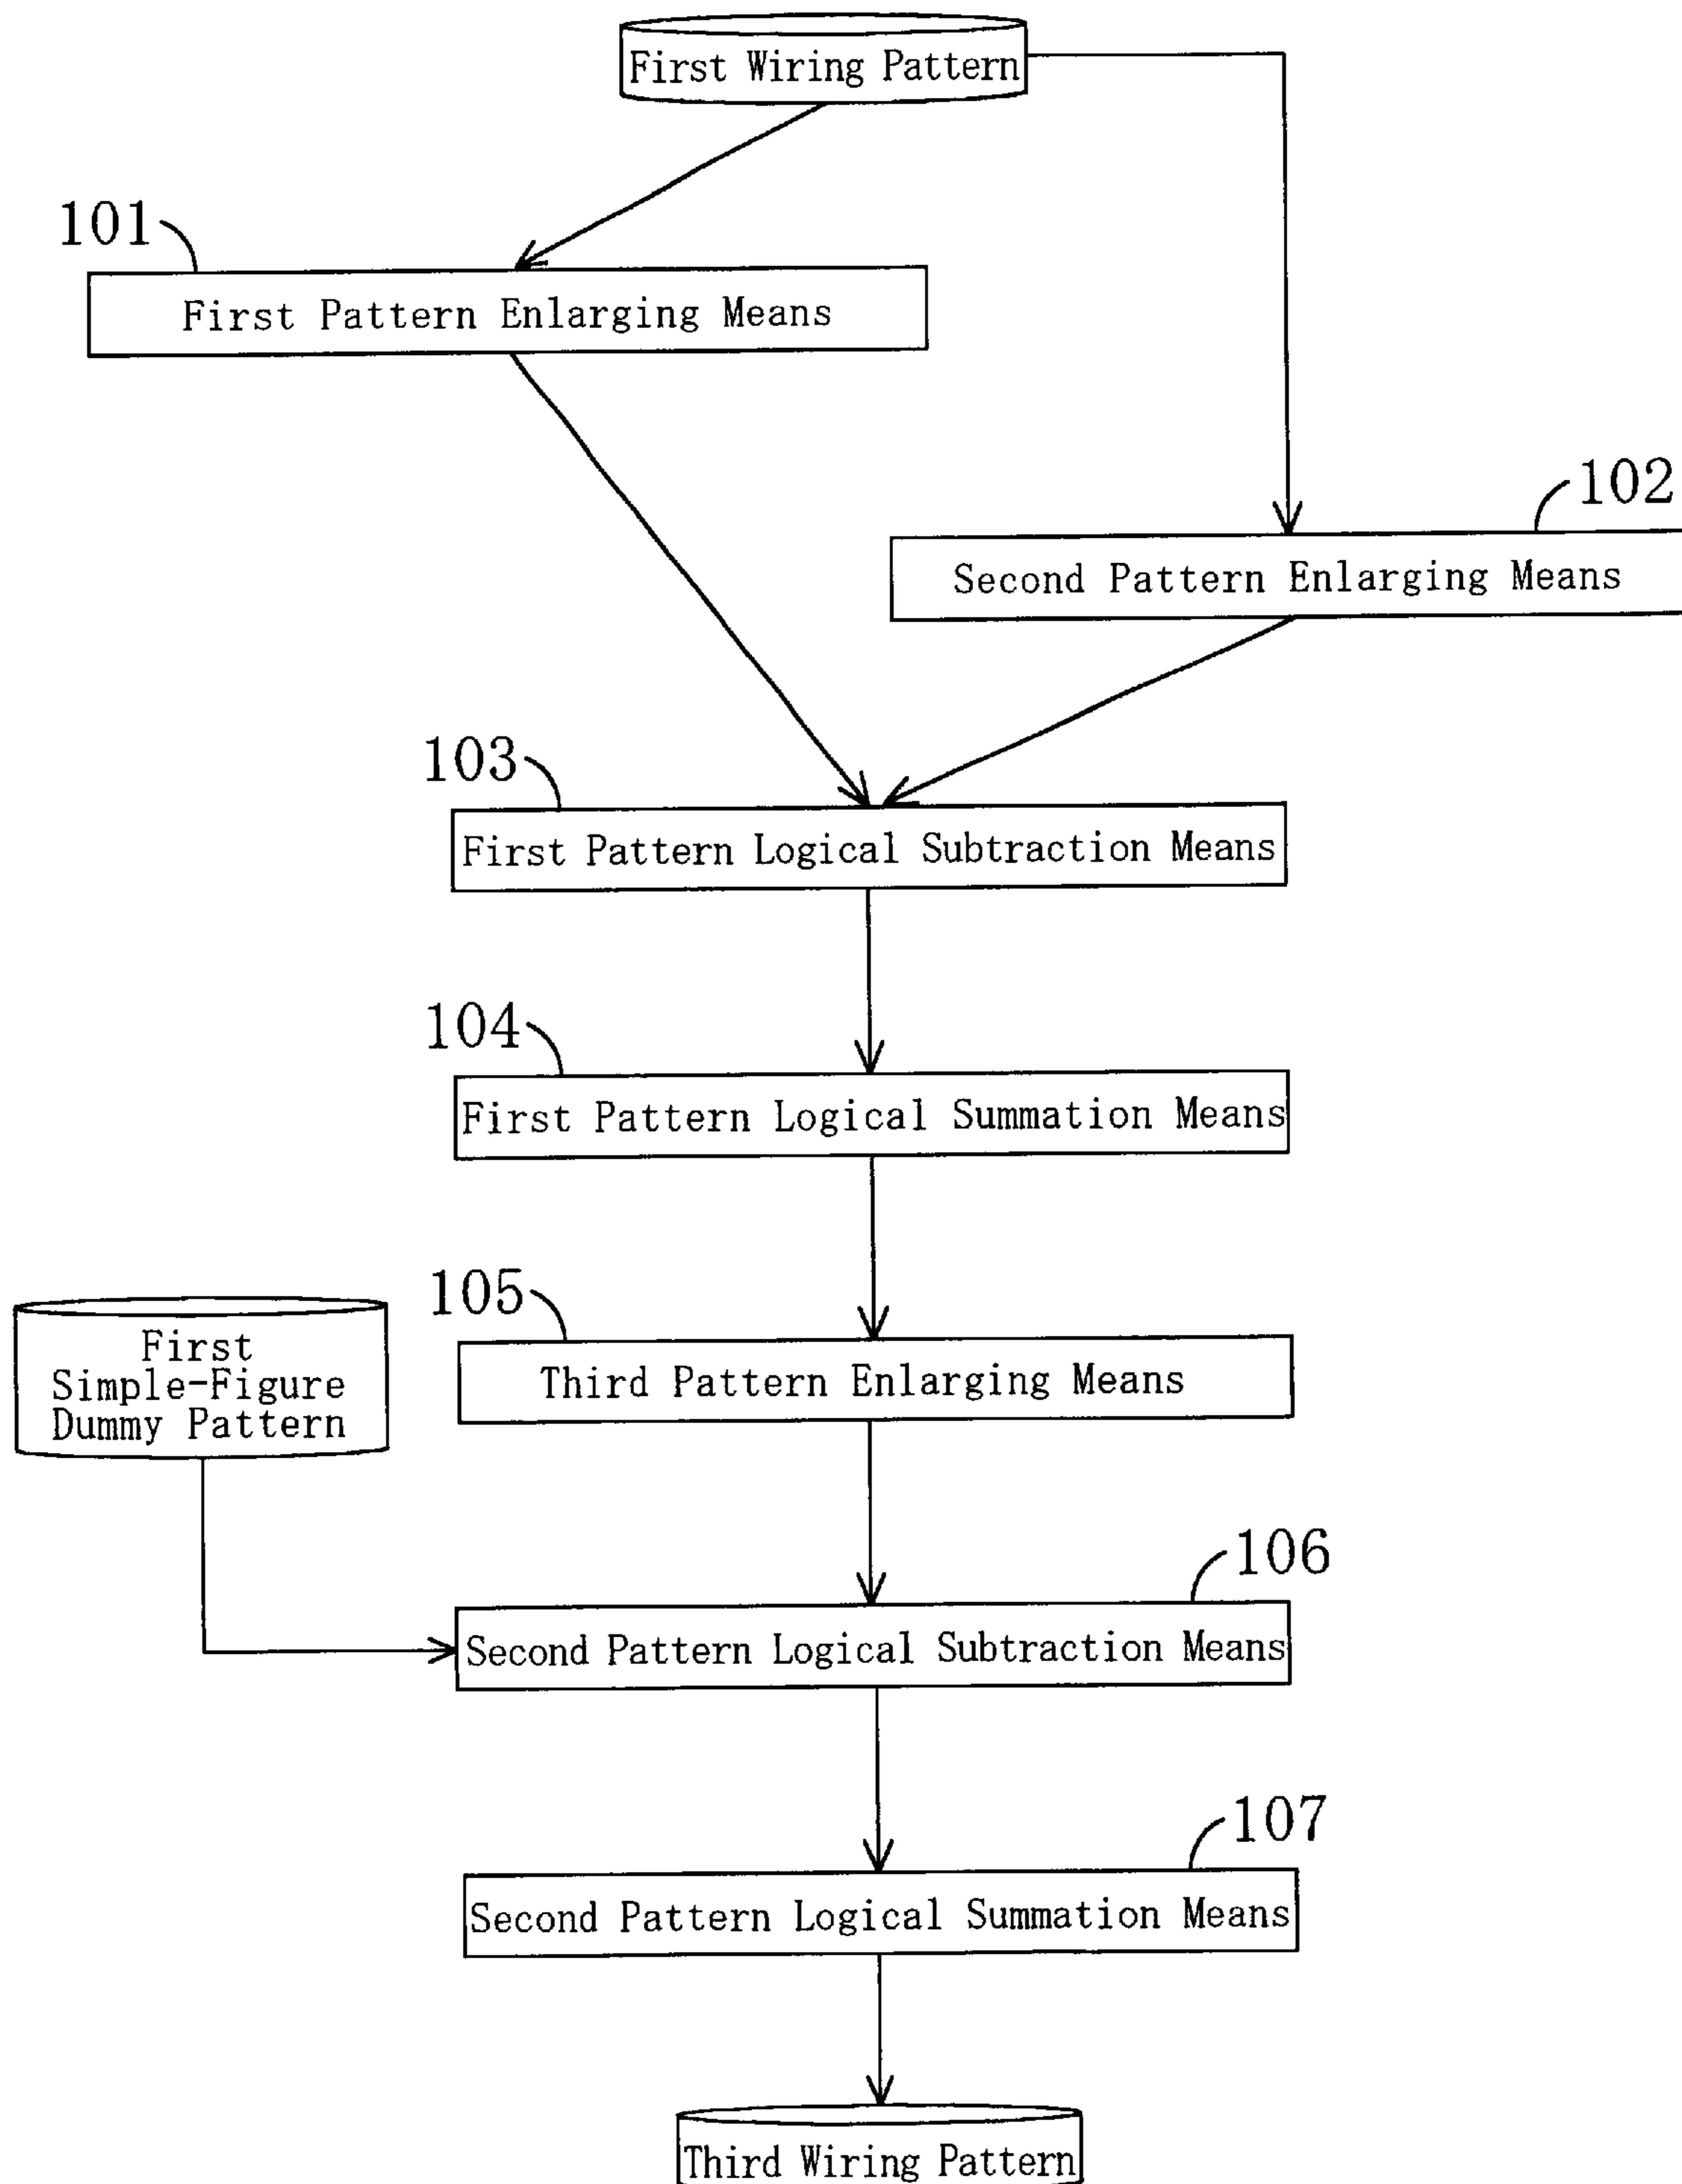 First Wiring Pattern
101
First Pattern Enlarging Means
102
Second Pattern Enlarging Means
103
First Pattern Logical Subtraction Means
104
First Pattern Logical Summation Means
105
First
Simple-Figure
Dummy Pattern
Third Pattern Enlarging Means
106
Second Pattern Logical Subtraction Means
107
Second Pattern Logical Summation Means
Third Wiring Pattern